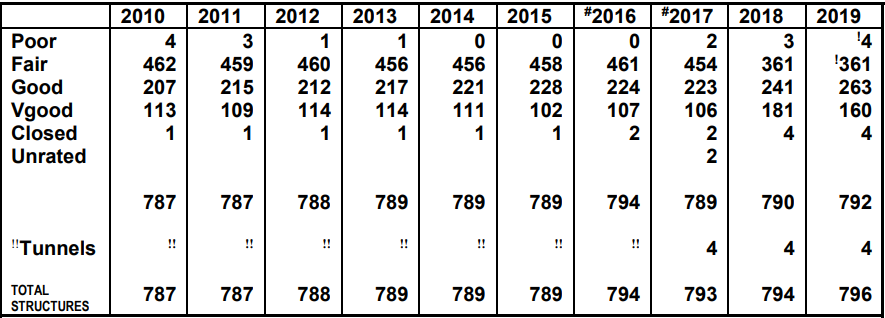 2010 2011 2012 2013 2014 2015 #2016 #2017 2018 2019
Poor 4 3 1 1 0 0 0 2 3 !4
Fair 462 459 460 456 456 458 461 454 361 !361
Good 207 215 212 217 221 228 224 223 241 263
Vgood 113 109 114 114 111 102 107 106 181 160
Closed 1 1 1 1 1 1 2 2 4 4
Unrated 2
787 787 788 789 789 789 794 789 790 792
!!Tunnels !! !! !! !! !! !! !! 4 4 4
TOTAL
STRUCTURES 787 787 788 789 789 789 794 793 794 796